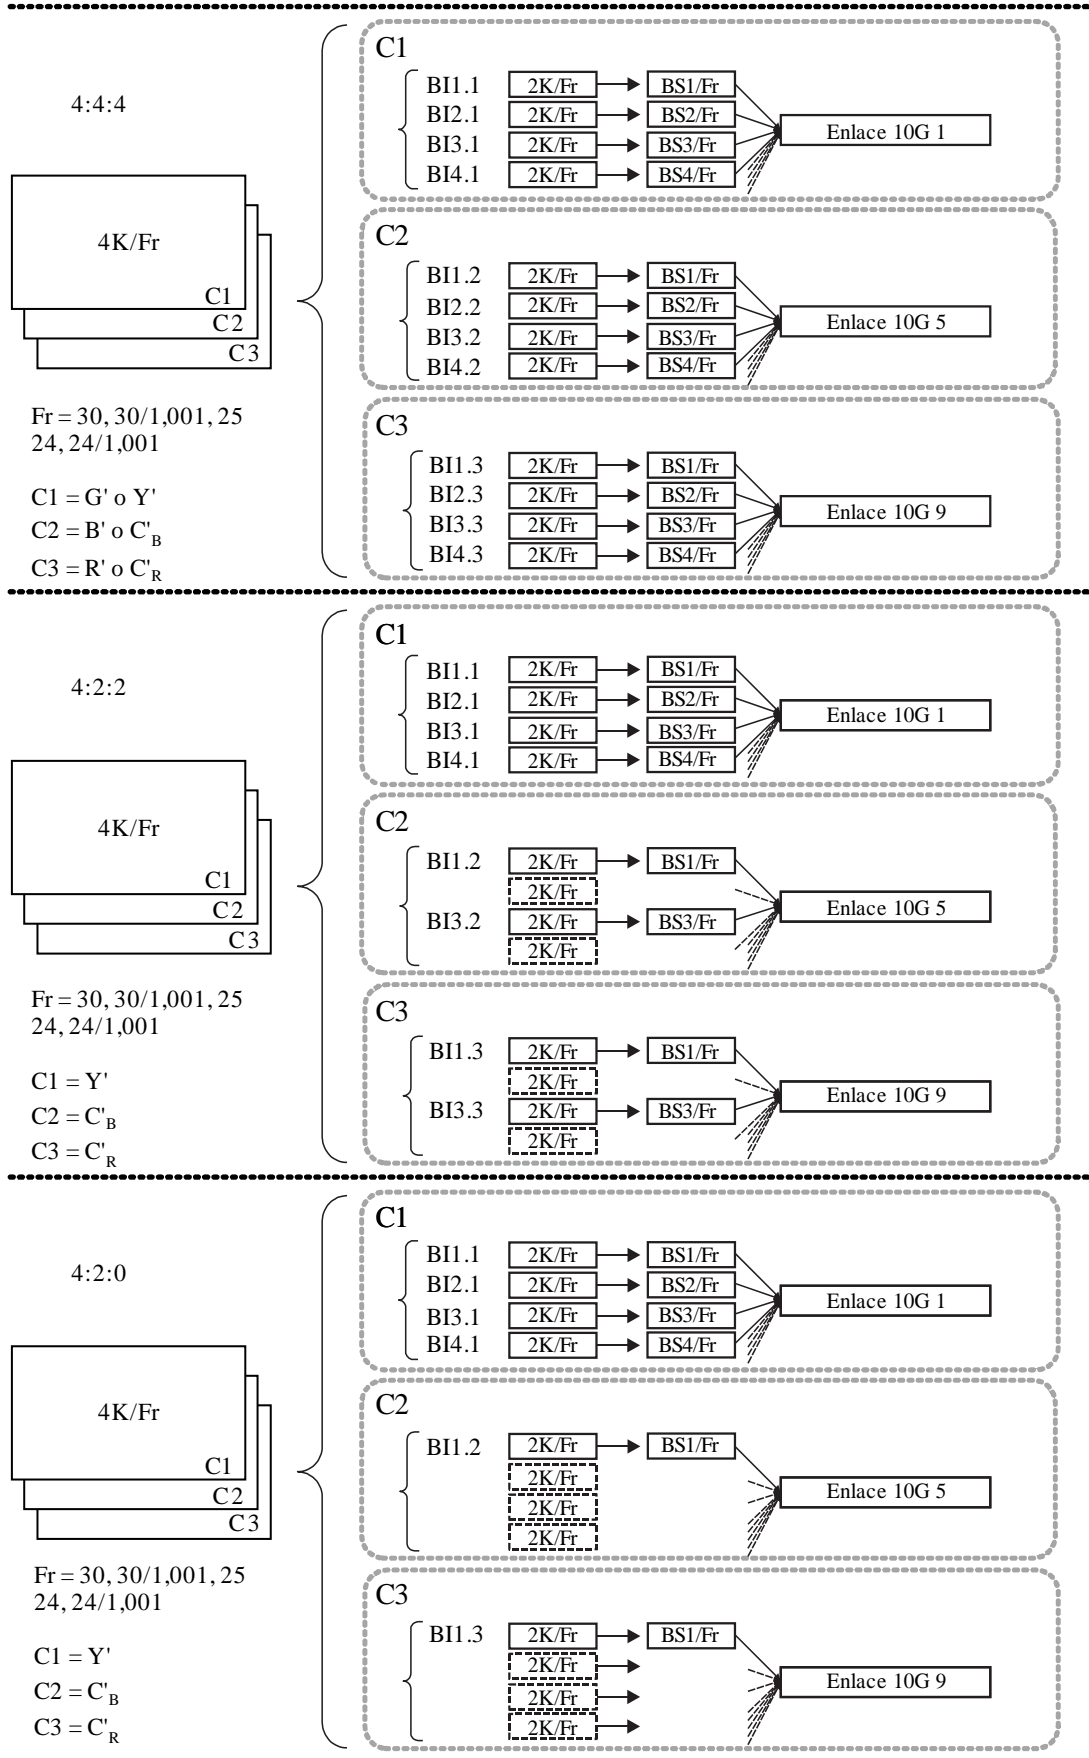 4:4:4
4K/Fr
C1
C2
C3
Fr = 30, 30/1,001, 25
24, 24/1,001
C1 = G' o Y'
C2 = B' o C'B
C3 = R' o C'R
C1
BI1.1 2K/Fr BS1/Fr
BI2.1 2K/Fr BS2/Fr
BI3.1 2K/Fr BS3/Fr
BI4.1 2K/Fr BS4/Fr
Enlace 10G 1
C2
BI1.2 2K/Fr BS1/Fr
BI2.2 2K/Fr BS2/Fr
BI3.2 2K/Fr BS3/Fr
BI4.2 2K/Fr BS4/Fr
Enlace 10G 5
C3
BI1.3 2K/Fr BS1/Fr
BI2.3 2K/Fr BS2/Fr
BI3.3 2K/Fr BS3/Fr
BI4.3 2K/Fr BS4/Fr
Enlace 10G 9
4:2:2
4K/Fr
C1
C2
C3
Fr = 30, 30/1,001, 25
24, 24/1,001
C1 = Y'
C2 = C'B
C3 = C'R
C1
BI1.1 2K/Fr BS1/Fr
BI2.1 2K/Fr BS2/Fr
BI3.1 2K/Fr BS3/Fr
BI4.1 2K/Fr BS4/Fr
Enlace 10G 1
C2
BI1.2 2K/Fr BS1/Fr
2K/Fr
BI3.2 2K/Fr BS3/Fr
2K/Fr
Enlace 10G 5
C3
BI1.3 2K/Fr BS1/Fr
2K/Fr
BI3.3 2K/Fr BS3/Fr
2K/Fr
Enlace 10G 9
4:2:0
4K/Fr
C1
C2
C3
Fr = 30, 30/1,001, 25
24, 24/1,001
C1 = Y'
C2 = C'B
C3 = C'R
C1
BI1.1 2K/Fr BS1/Fr
BI2.1 2K/Fr BS2/Fr
BI3.1 2K/Fr BS3/Fr
BI4.1 2K/Fr BS4/Fr
Enlace 10G 1
C2
BI1.2 2K/Fr BS1/Fr
2K/Fr
2K/Fr
2K/Fr
Enlace 10G 5
C3
BI1.3 2K/Fr BS1/Fr
2K/Fr
2K/Fr
2K/Fr
Enlace 10G 9